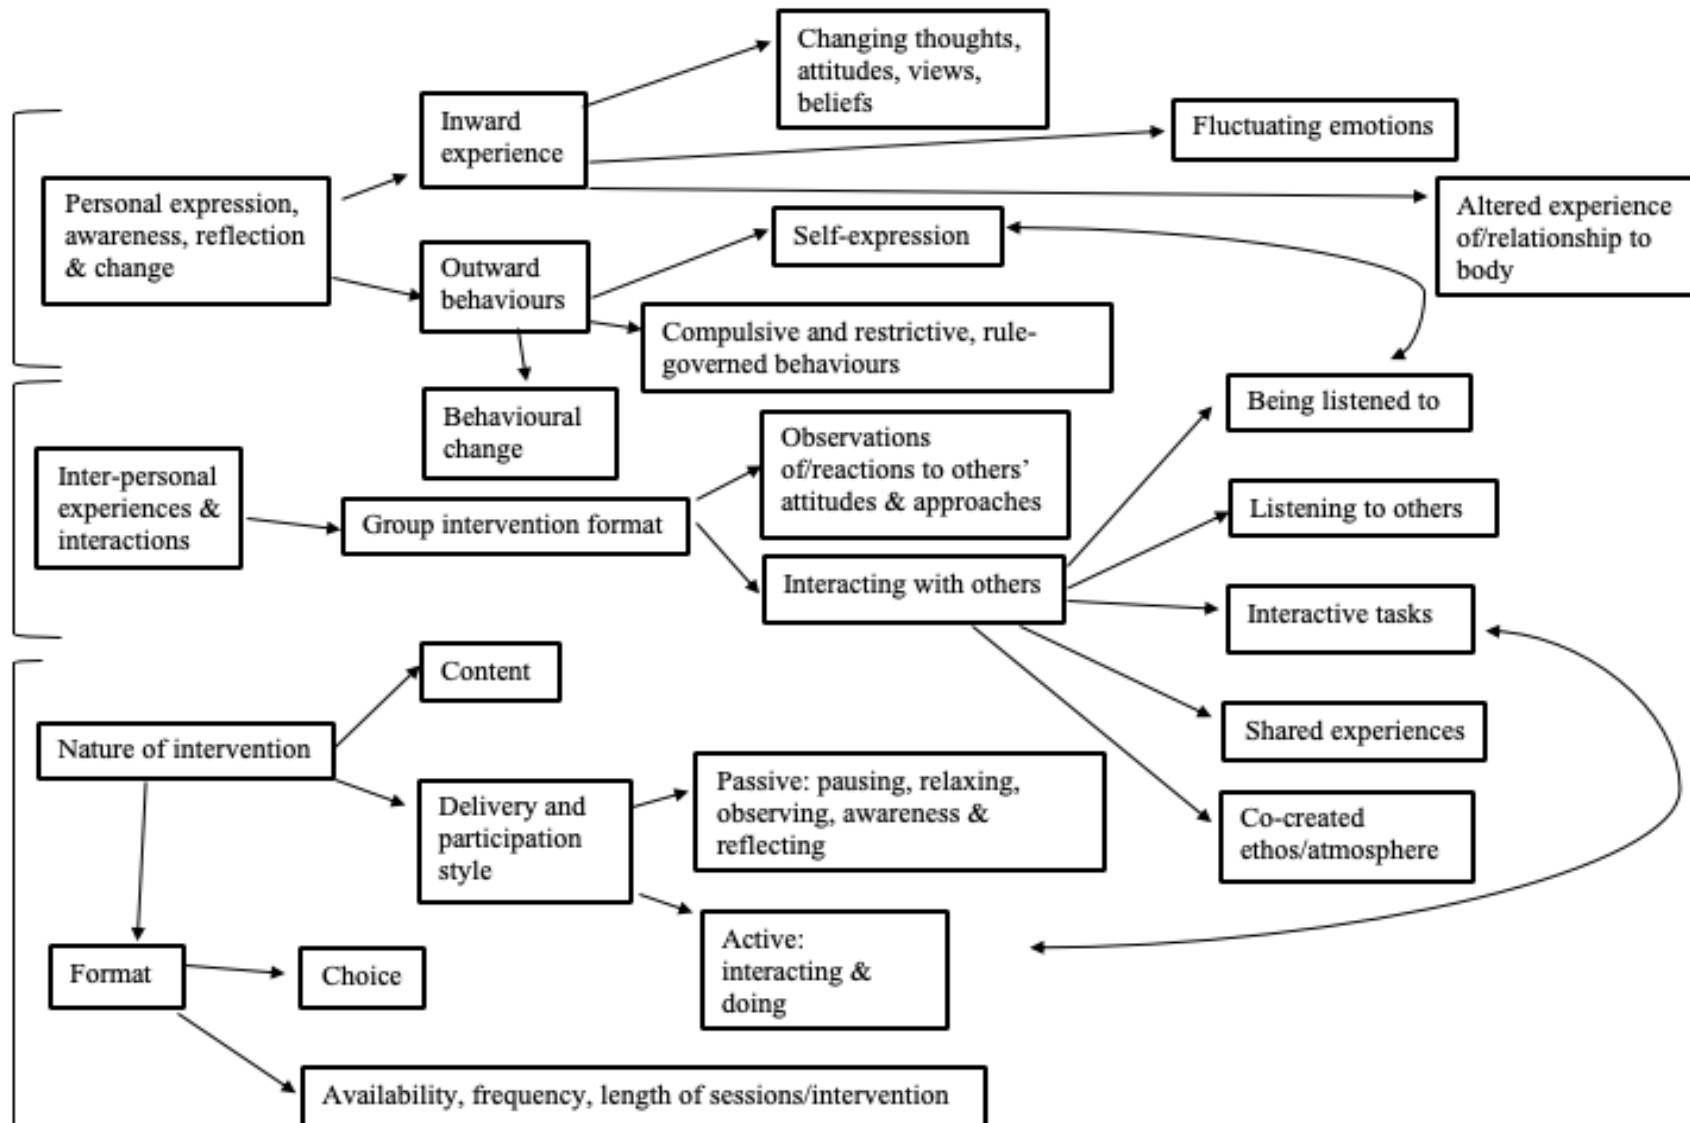 Changing thoughts,
attitudes, views,
beliefs
Inward
experience
Fluctuating emotions
Personal expression,
awareness, reflection
& change
Altered experience
of/relationship to
body
Self-expression
Outward
behaviours
Compulsive and restrictive, rule-
governed behaviours
Behavioural
change
Being listened to
Observations
of/reactions to others’
attitudes & approaches
Inter-personal
experiences &
interactions
Group intervention format
Listening to others
Interacting with others
Interactive tasks
Content
Shared experiences
Nature of intervention
Delivery and
participation
style
Passive: pausing, relaxing,
observing, awareness &
reflecting
Co-created
ethos/atmosphere
Active:
interacting &
doing
Format
Choice
Availability, frequency, length of sessions/intervention